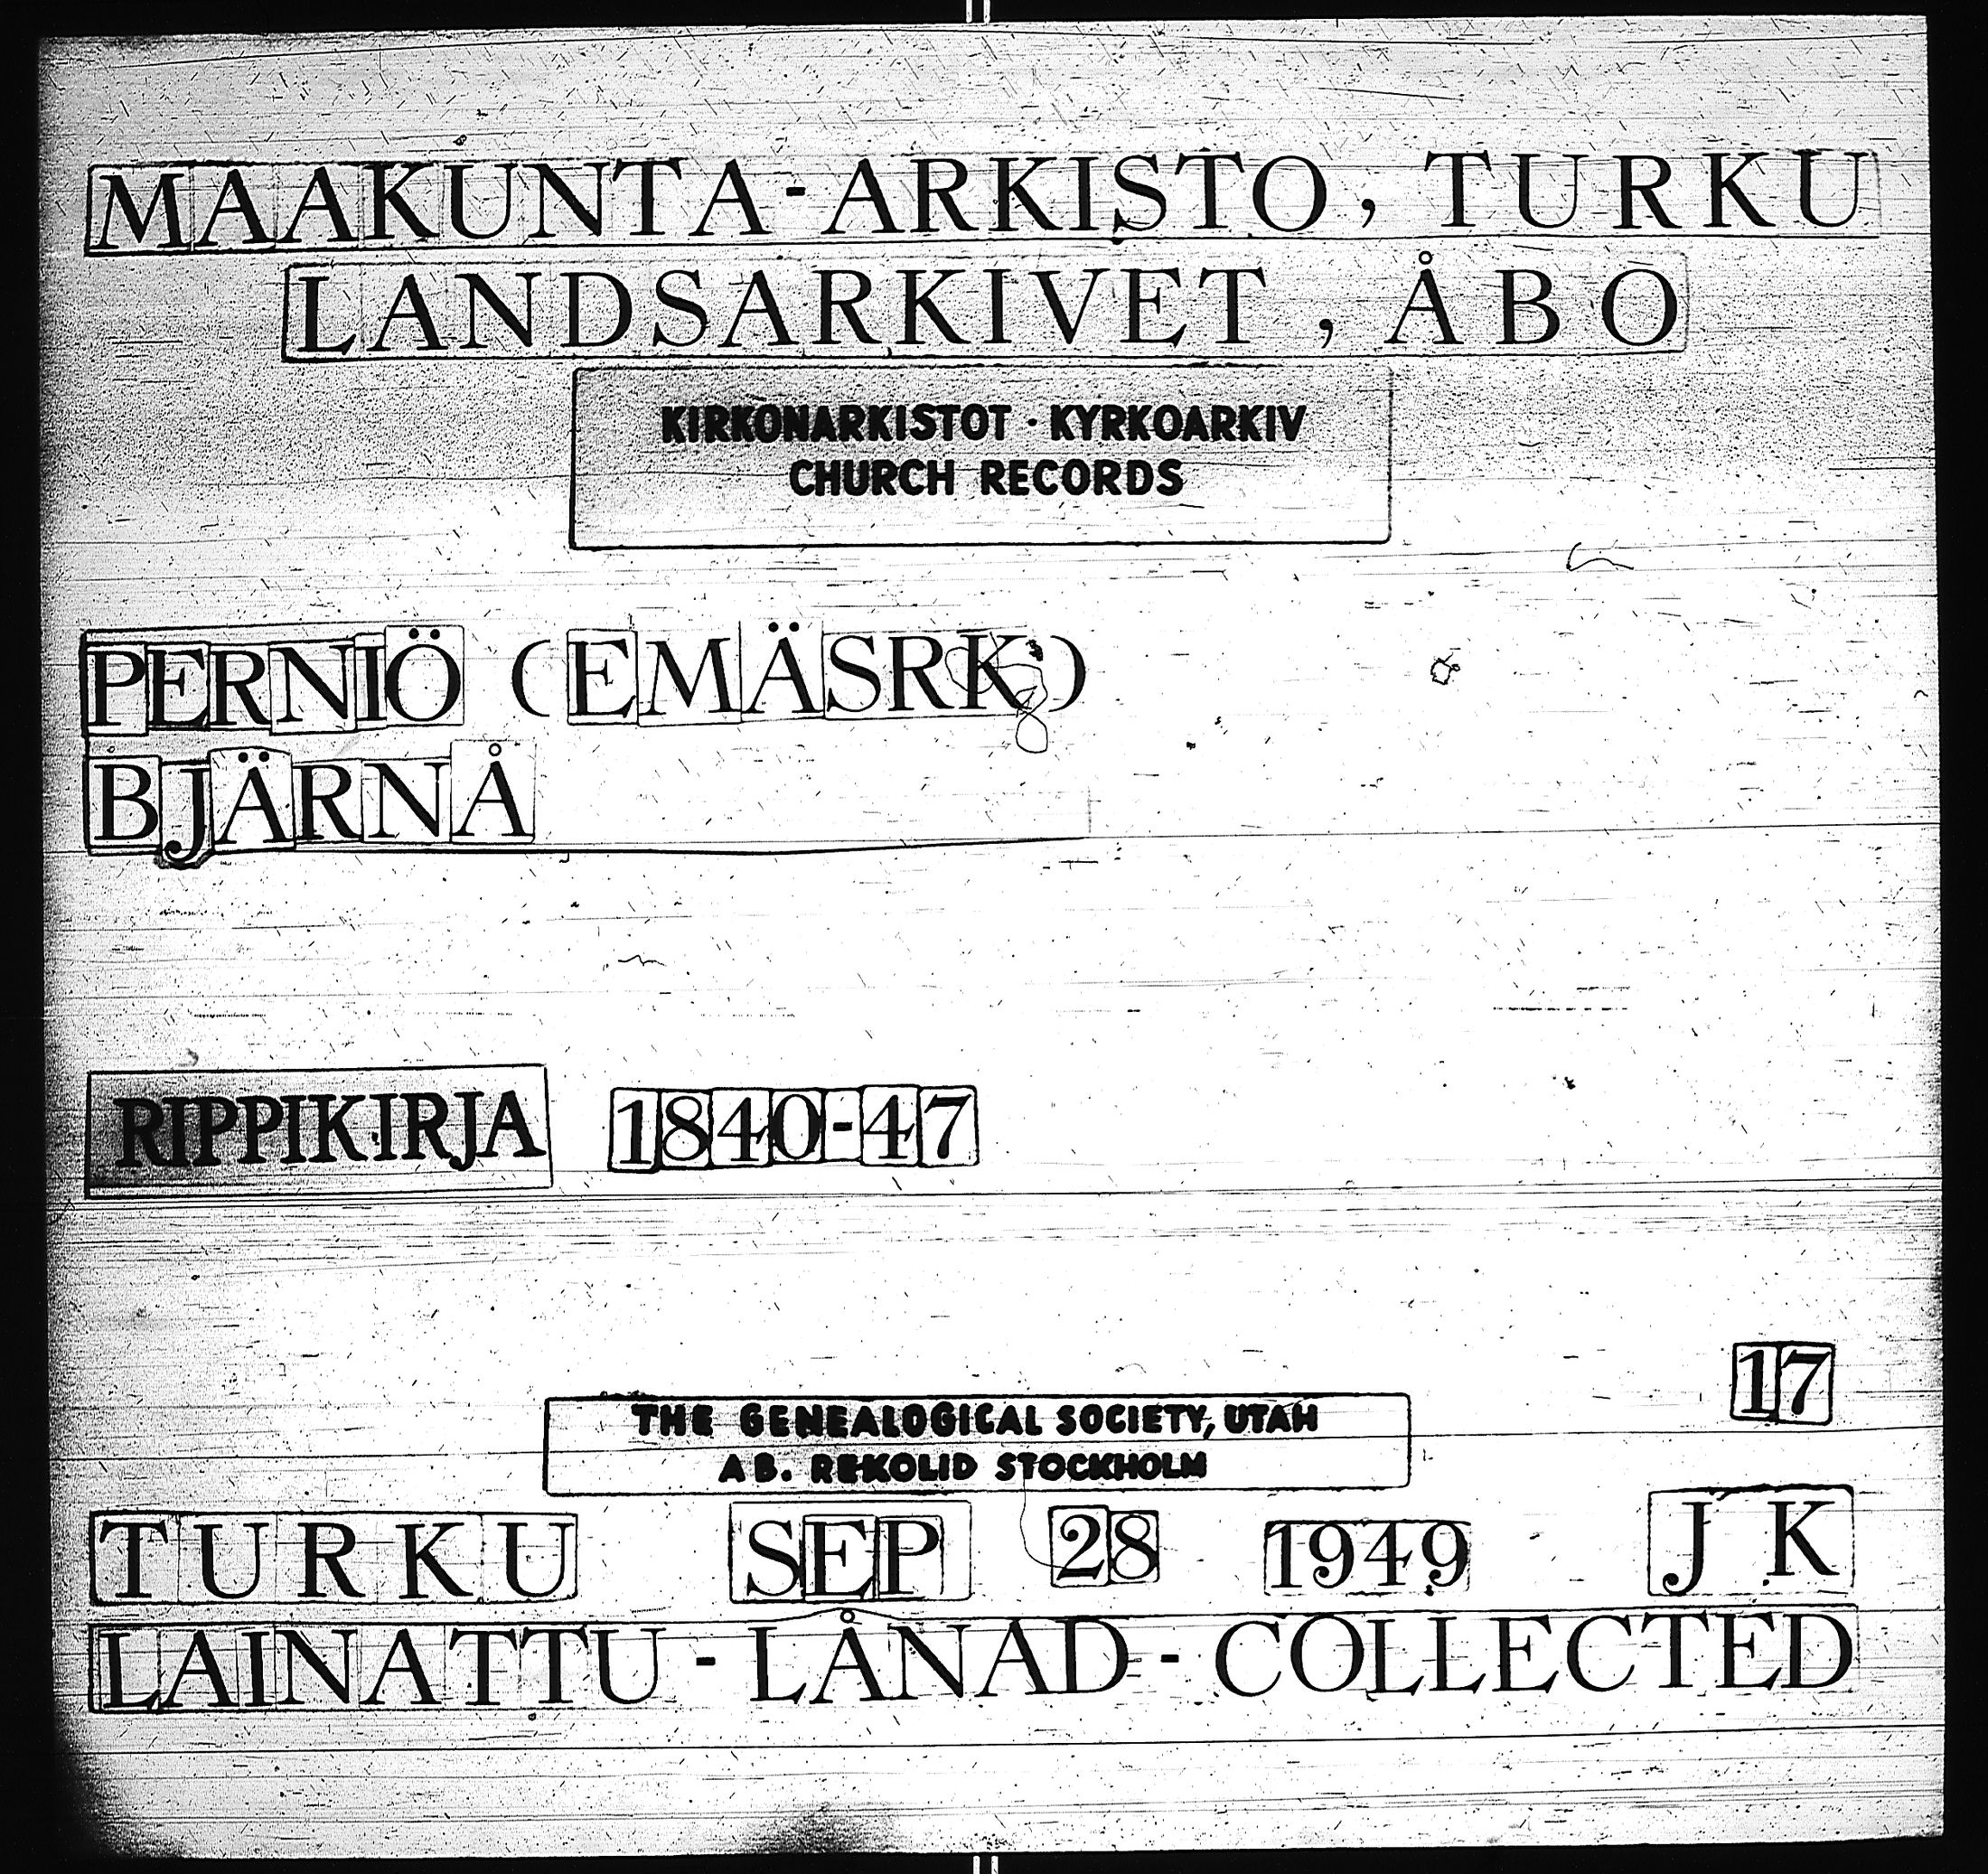 MAAKUNTA-ARKISTO, TURKU
LANDSARKIVET, ÅBO
KIRKONARKISTOT · KYRKOARKIV
CHURCH RECORDS
PERNIÖ (EMÄSRK)
BJÄRNÅ
RIPPIKIRJA 1840-47
17
THE GENEALOGICAL SOCIETY, UTAH
AB. REKOLID STOCKHOLM
TURKU SEP 28 1949 J K
LAINATTU - LÅNAD - COLLECTED